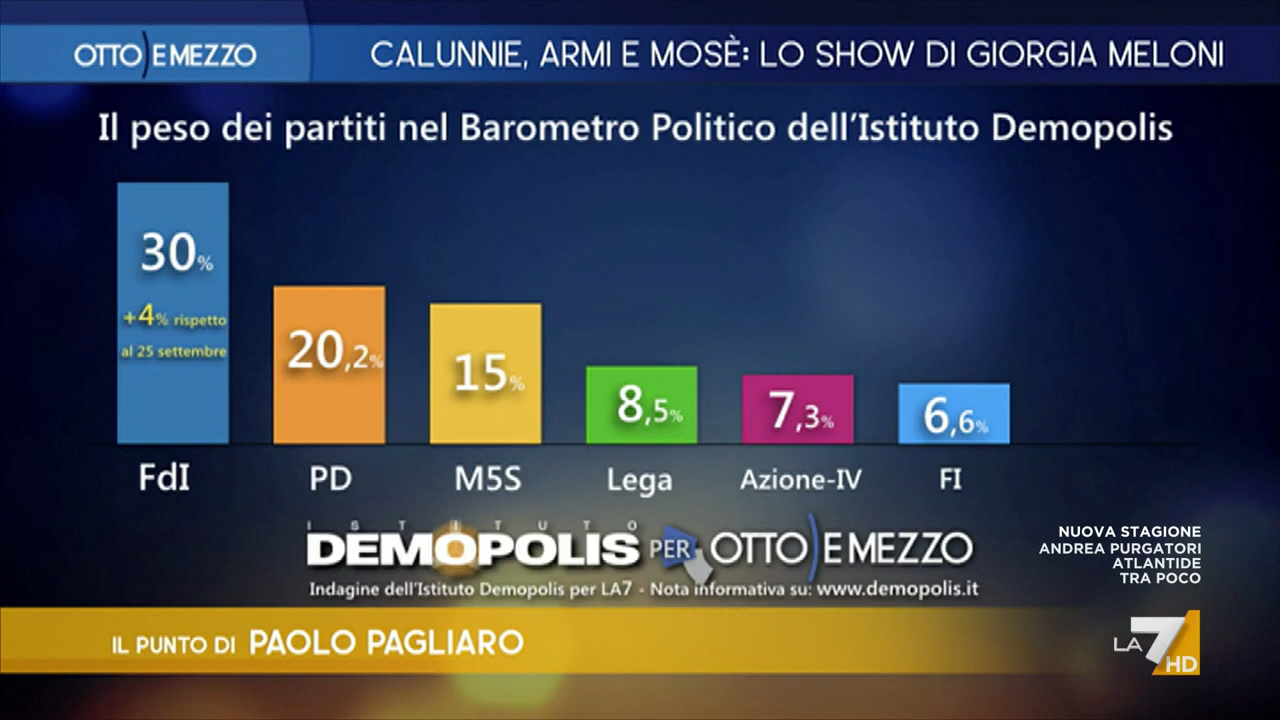 OTTO E MEZZO
CALUNNIE, ARMI E MOSÈ: LO SHOW DI GIORGIA MELONI
Il peso dei partiti nel Barometro Politico dell'Istituto Demopolis
30%
+4% rispetto
al 25 settembre
20,2%
15%
8,5%
7,3%
6,6%
FdI
PD
M5S
Lega
Azione-IV
FI
ISTITUTO
DEMOPOLIS PER OTTO E MEZZO
Indagine dell'Istituto Demopolis per LA7 - Nota informativa su: www.demopolis.it
NUOVA STAGIONE
ANDREA PURGATORI
ATLANTIDE
TRA POCO
IL PUNTO DI PAOLO PAGLIARO
LA 7 HD